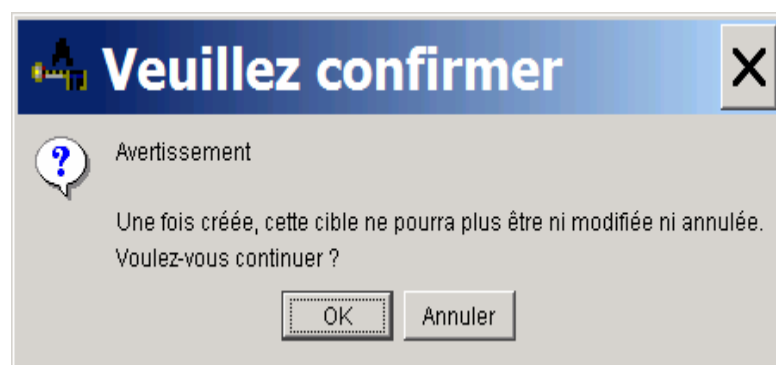 Veuillez confirmer
Avertissement
Une fois créée, cette cible ne pourra plus être ni modifiée ni annulée.
Voulez-vous continuer ?
OK
Annuler